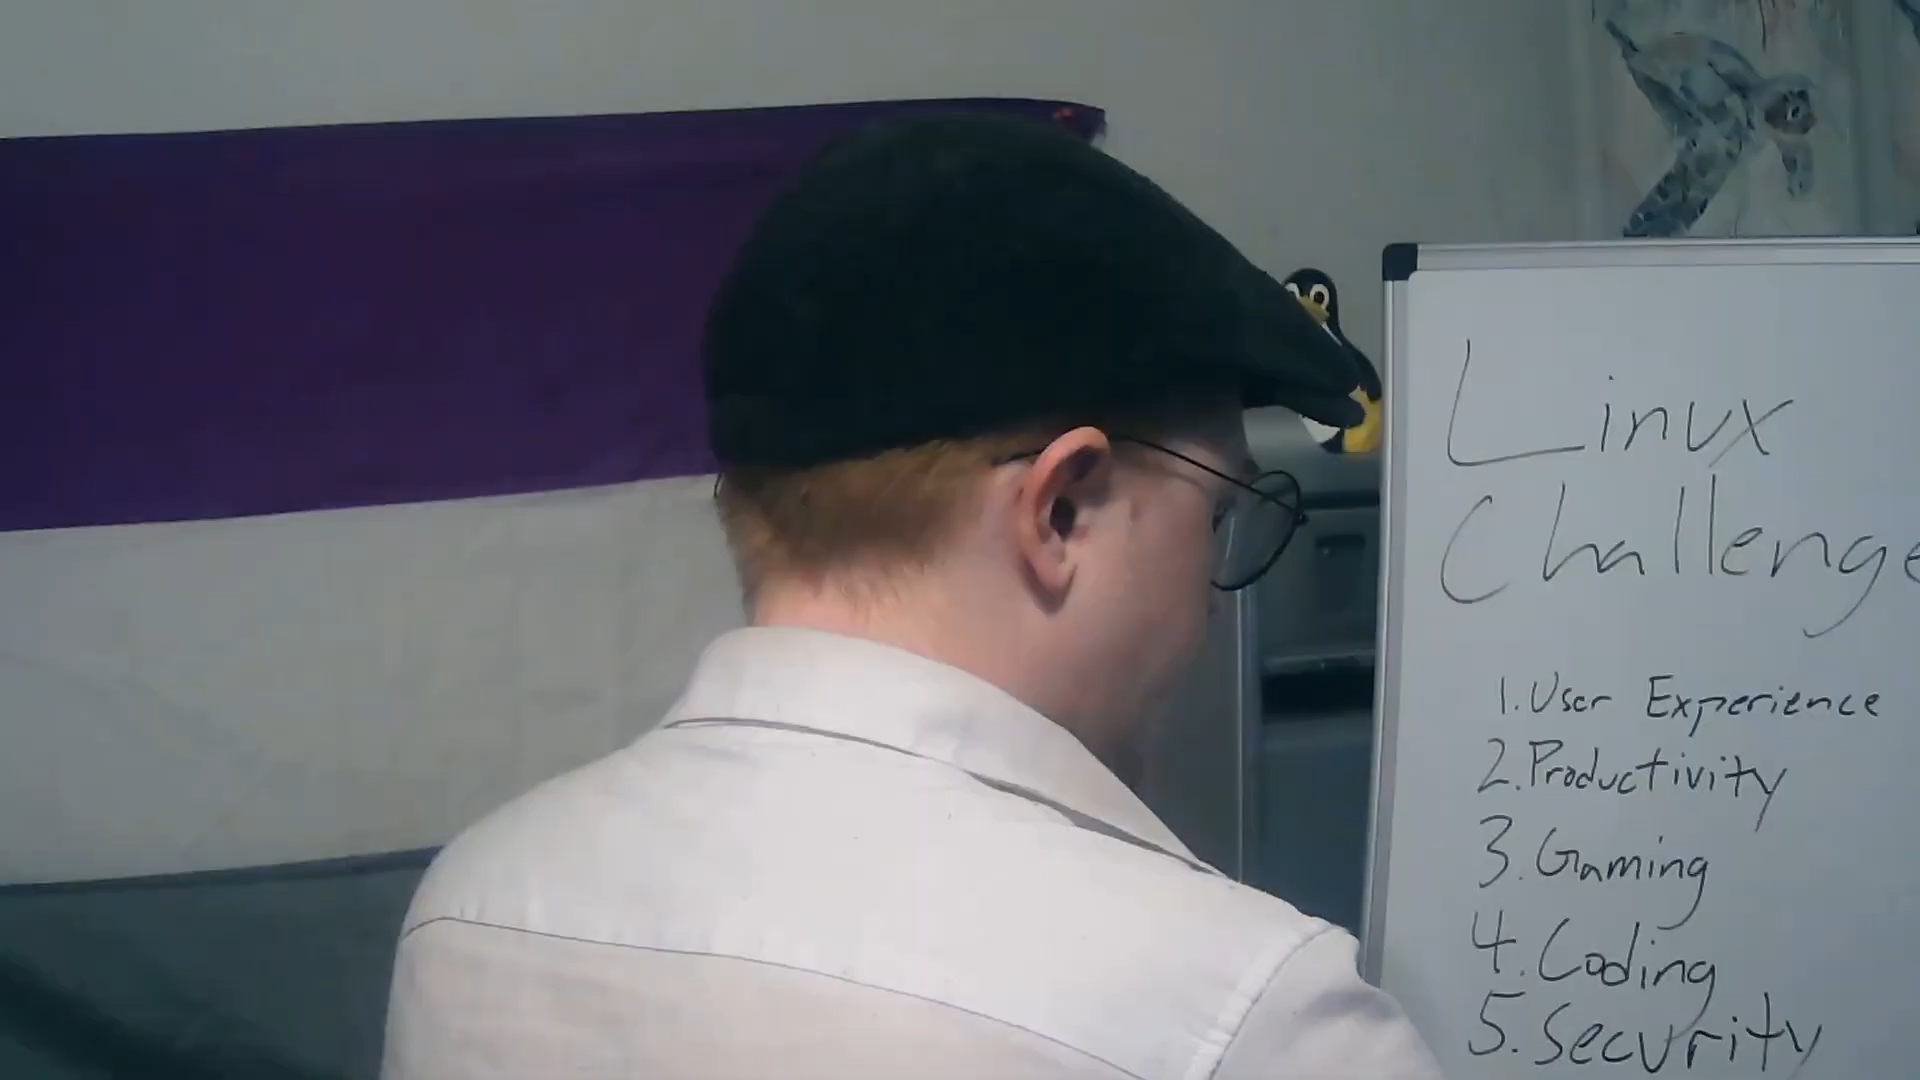 Linux
Challenge
1. User Experience
2. Productivity
3. Gaming
4. Coding
5. Security